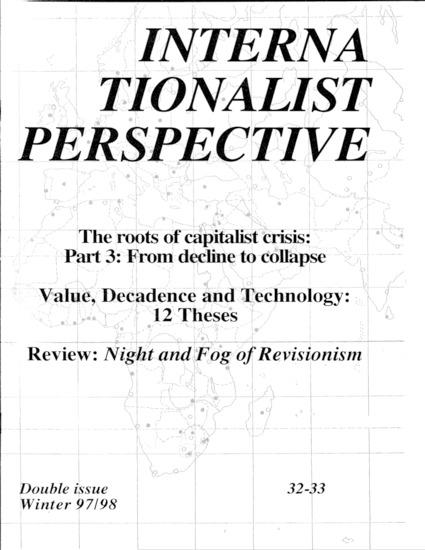 INTERNA
TIONALIST
PERSPECTIVE
The roots of capitalist crisis:
Part 3: From decline to collapse
Value, Decadence and Technology:
12 Theses
Review: Night and Fog of Revisionism
Double issue 32-33
Winter 97/98